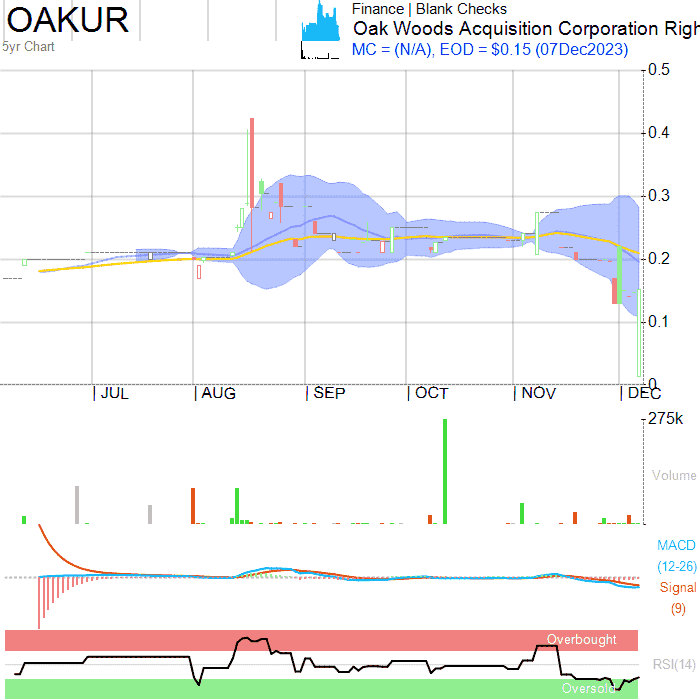 OAKUR
Finance | Blank Checks
Oak Woods Acquisition Corporation Righ
5yr Chart
MC = (N/A), EOD = $0.15 (07Dec2023)
0.5
0.4
0.3
0.2
0.1
0
JUL
AUG
SEP
OCT
NOV
DEC
275k
Volume
MACD
(12-26)
Signal
(9)
Overbought
RSI(14)
Oversold